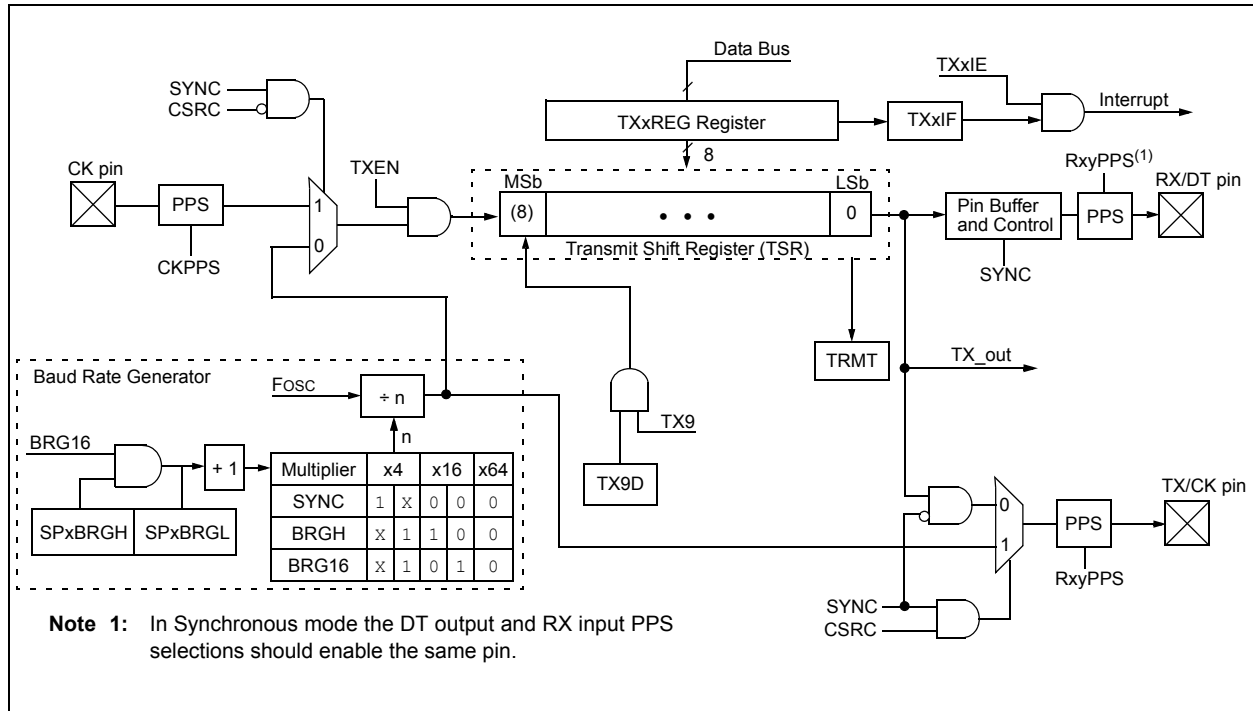 Data Bus
TXxIE
Interrupt
SYNC
CSRC
TXxREG Register
TXxIF
8
CK pin
TXEN
MSb
LSb
RxyPPS(1)
RX/DT pin
PPS
1
0
(8)
• • •
0
Pin Buffer
and Control
PPS
Transmit Shift Register (TSR)
CKPPS
SYNC
TRMT
TX_out
Baud Rate Generator
FOSC
÷ n
n
TX9
TX9D
BRG16
+ 1
SPxBRGH
SPxBRGL
Multiplier x4 x16 x64
SYNC 1 X 0 0 0
BRGH X 1 1 0 0
BRG16 X 1 0 1 0
0
1
PPS
TX/CK pin
RxyPPS
SYNC
CSRC
Note 1: In Synchronous mode the DT output and RX input PPS
selections should enable the same pin.